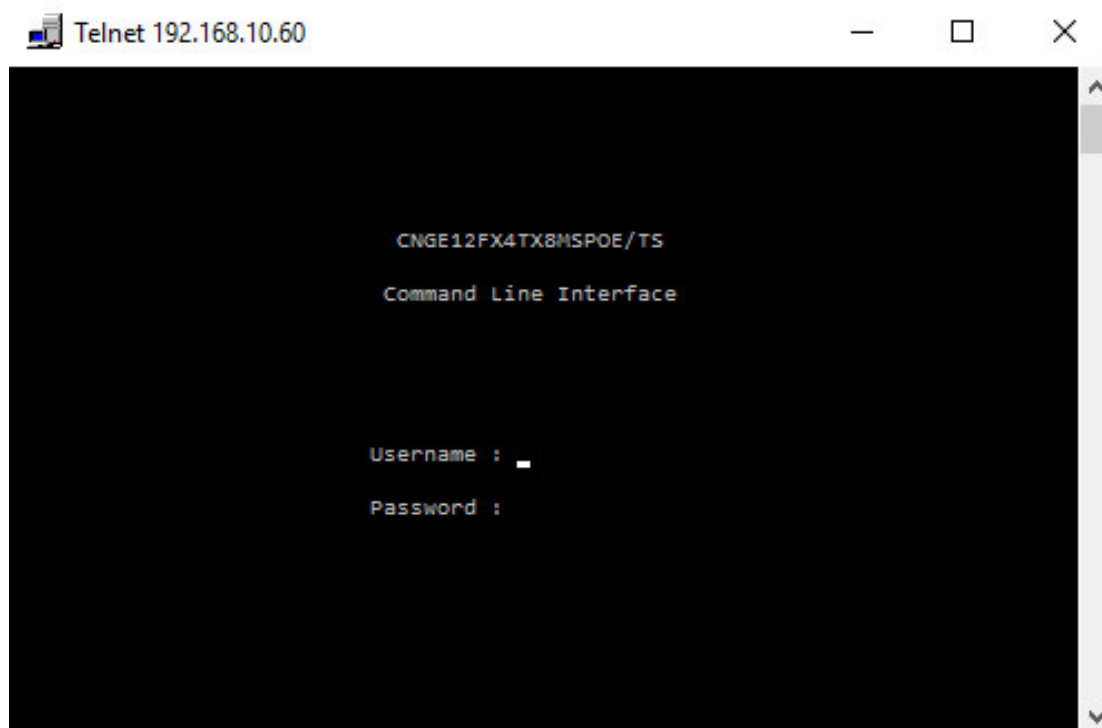 Telnet 192.168.10.60
CNGE12FX4TX8MSPOE/TS
Command Line Interface
Username :
Password :